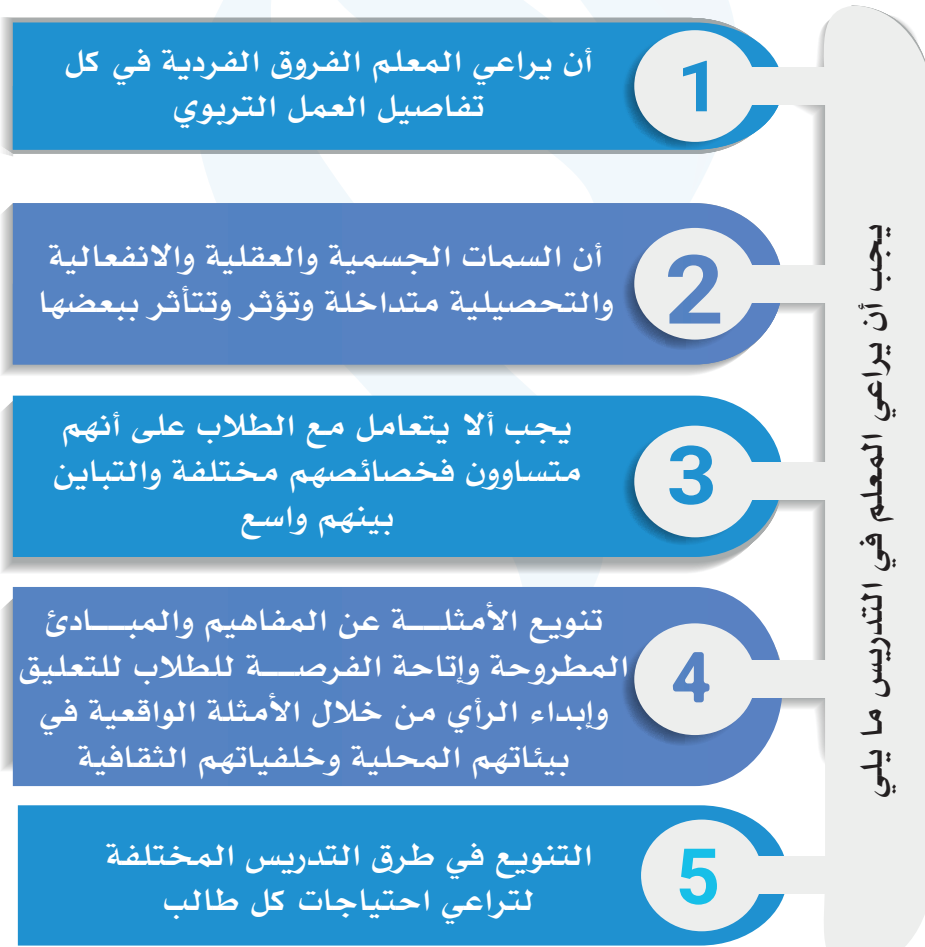 يجب أن يراعي المعلم في التدريس ما يلي
1
أن يراعي المعلم الفروق الفردية في كل
تفاصيل العمل التربوي
2
أن السمات الجسمية والعقلية والانفعالية
والتحصيلية متداخلة وتؤثر وتتأثر ببعضها
3
يجب ألا يتعامل مع الطلاب على أنهم
متساوون فخصائصهم مختلفة والتباين
بينهم واسع
4
تنويع الأمثلـــة عن المفاهيم والمبـــادئ
المطروحة وإتاحة الفرصـــة للطلاب للتعليق
وإبداء الرأي من خلال الأمثلة الواقعية في
بيئاتهم المحلية وخلفياتهم الثقافية
5
التنويع في طرق التدريس المختلفة
لتراعي احتياجات كل طالب